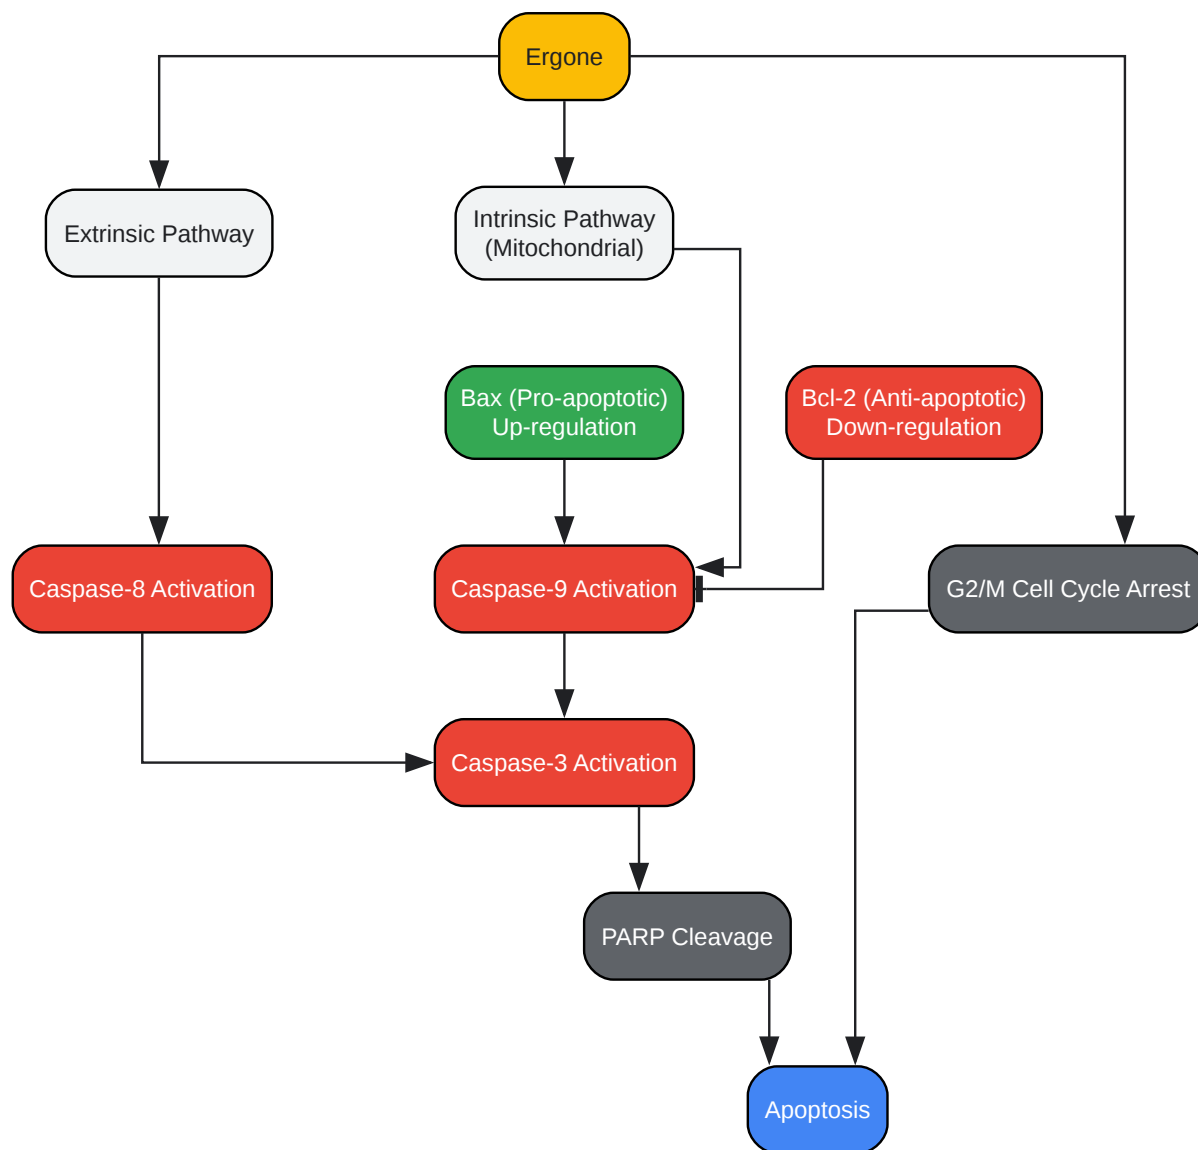 Ergone
Extrinsic Pathway
Intrinsic Pathway
(Mitochondrial)
Bax (Pro-apoptotic)
Up-regulation
Bcl-2 (Anti-apoptotic)
Down-regulation
Caspase-8 Activation
Caspase-9 Activation
G2/M Cell Cycle Arrest
Caspase-3 Activation
PARP Cleavage
Apoptosis